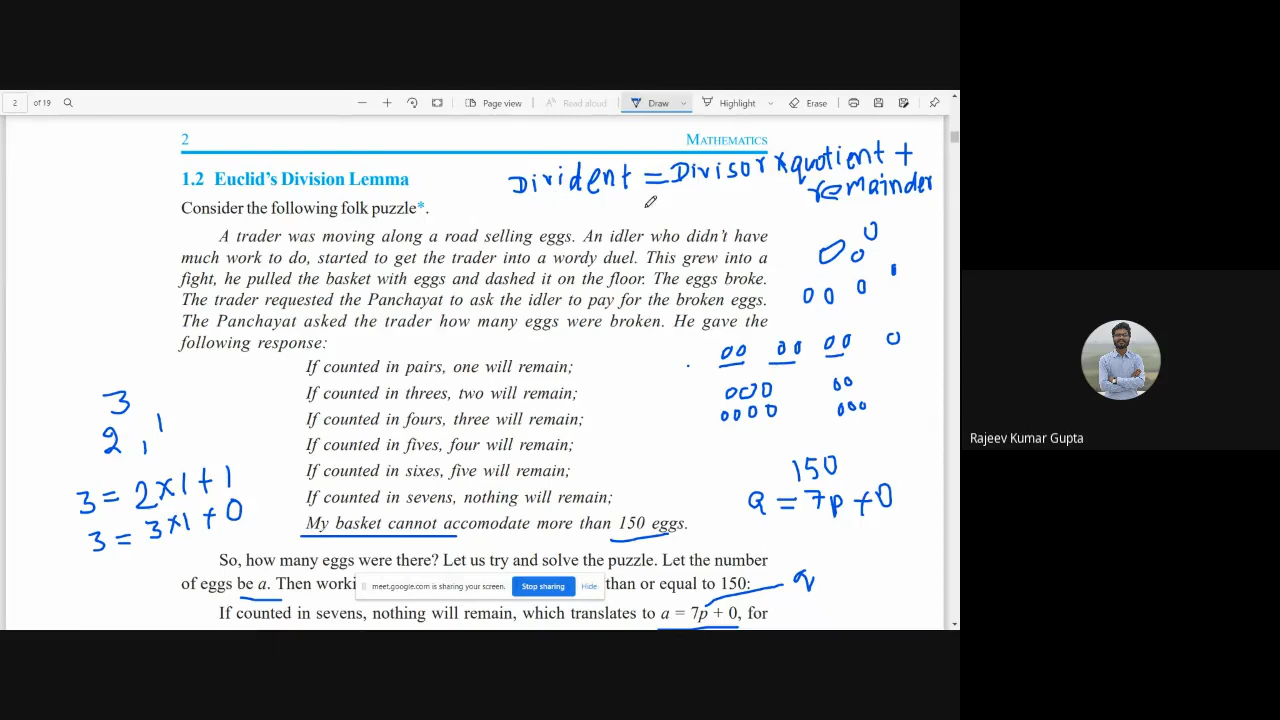 2 of 19 Page view Read aloud Draw Highlight Erase
2 MATHEMATICS
Divident = Divisor x quotient +
remainder
1.2 Euclid's Division Lemma
Consider the following folk puzzle*.
A trader was moving along a road selling eggs. An idler who didn't have
much work to do, started to get the trader into a wordy duel. This grew into a
fight, he pulled the basket with eggs and dashed it on the floor. The eggs broke.
The trader requested the Panchayat to ask the idler to pay for the broken eggs.
The Panchayat asked the trader how many eggs were broken. He gave the
following response:
If counted in pairs, one will remain;
If counted in threes, two will remain;
If counted in fours, three will remain;
If counted in fives, four will remain;
If counted in sixes, five will remain;
If counted in sevens, nothing will remain;
My basket cannot accomodate more than 150 eggs.
3
2, 1 1
3 = 2x1 + 1
3 = 3x1 + 0
150
a = 7p + 0
So, how many eggs were there? Let us try and solve the puzzle. Let the number
of eggs be a. Then worki
than or equal to 150:
q
meet.google.com is sharing your screen. Stop sharing Hide
If counted in sevens, nothing will remain, which translates to a = 7p + 0, for
Rajeev Kumar Gupta